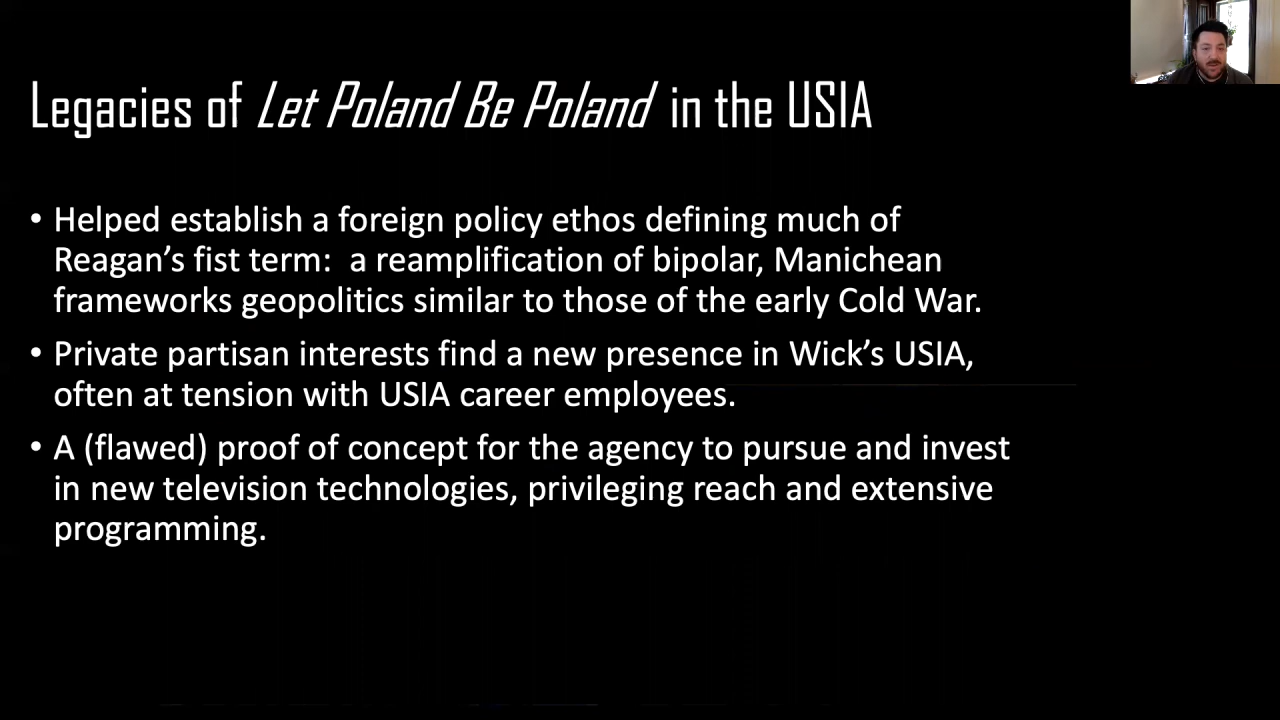 Legacies of Let Poland Be Poland in the USIA
• Helped establish a foreign policy ethos defining much of
Reagan’s fist term:  a reamplification of bipolar, Manichean
frameworks geopolitics similar to those of the early Cold War.
• Private partisan interests find a new presence in Wick’s USIA,
often at tension with USIA career employees.
• A (flawed) proof of concept for the agency to pursue and invest
in new television technologies, privileging reach and extensive
programming.